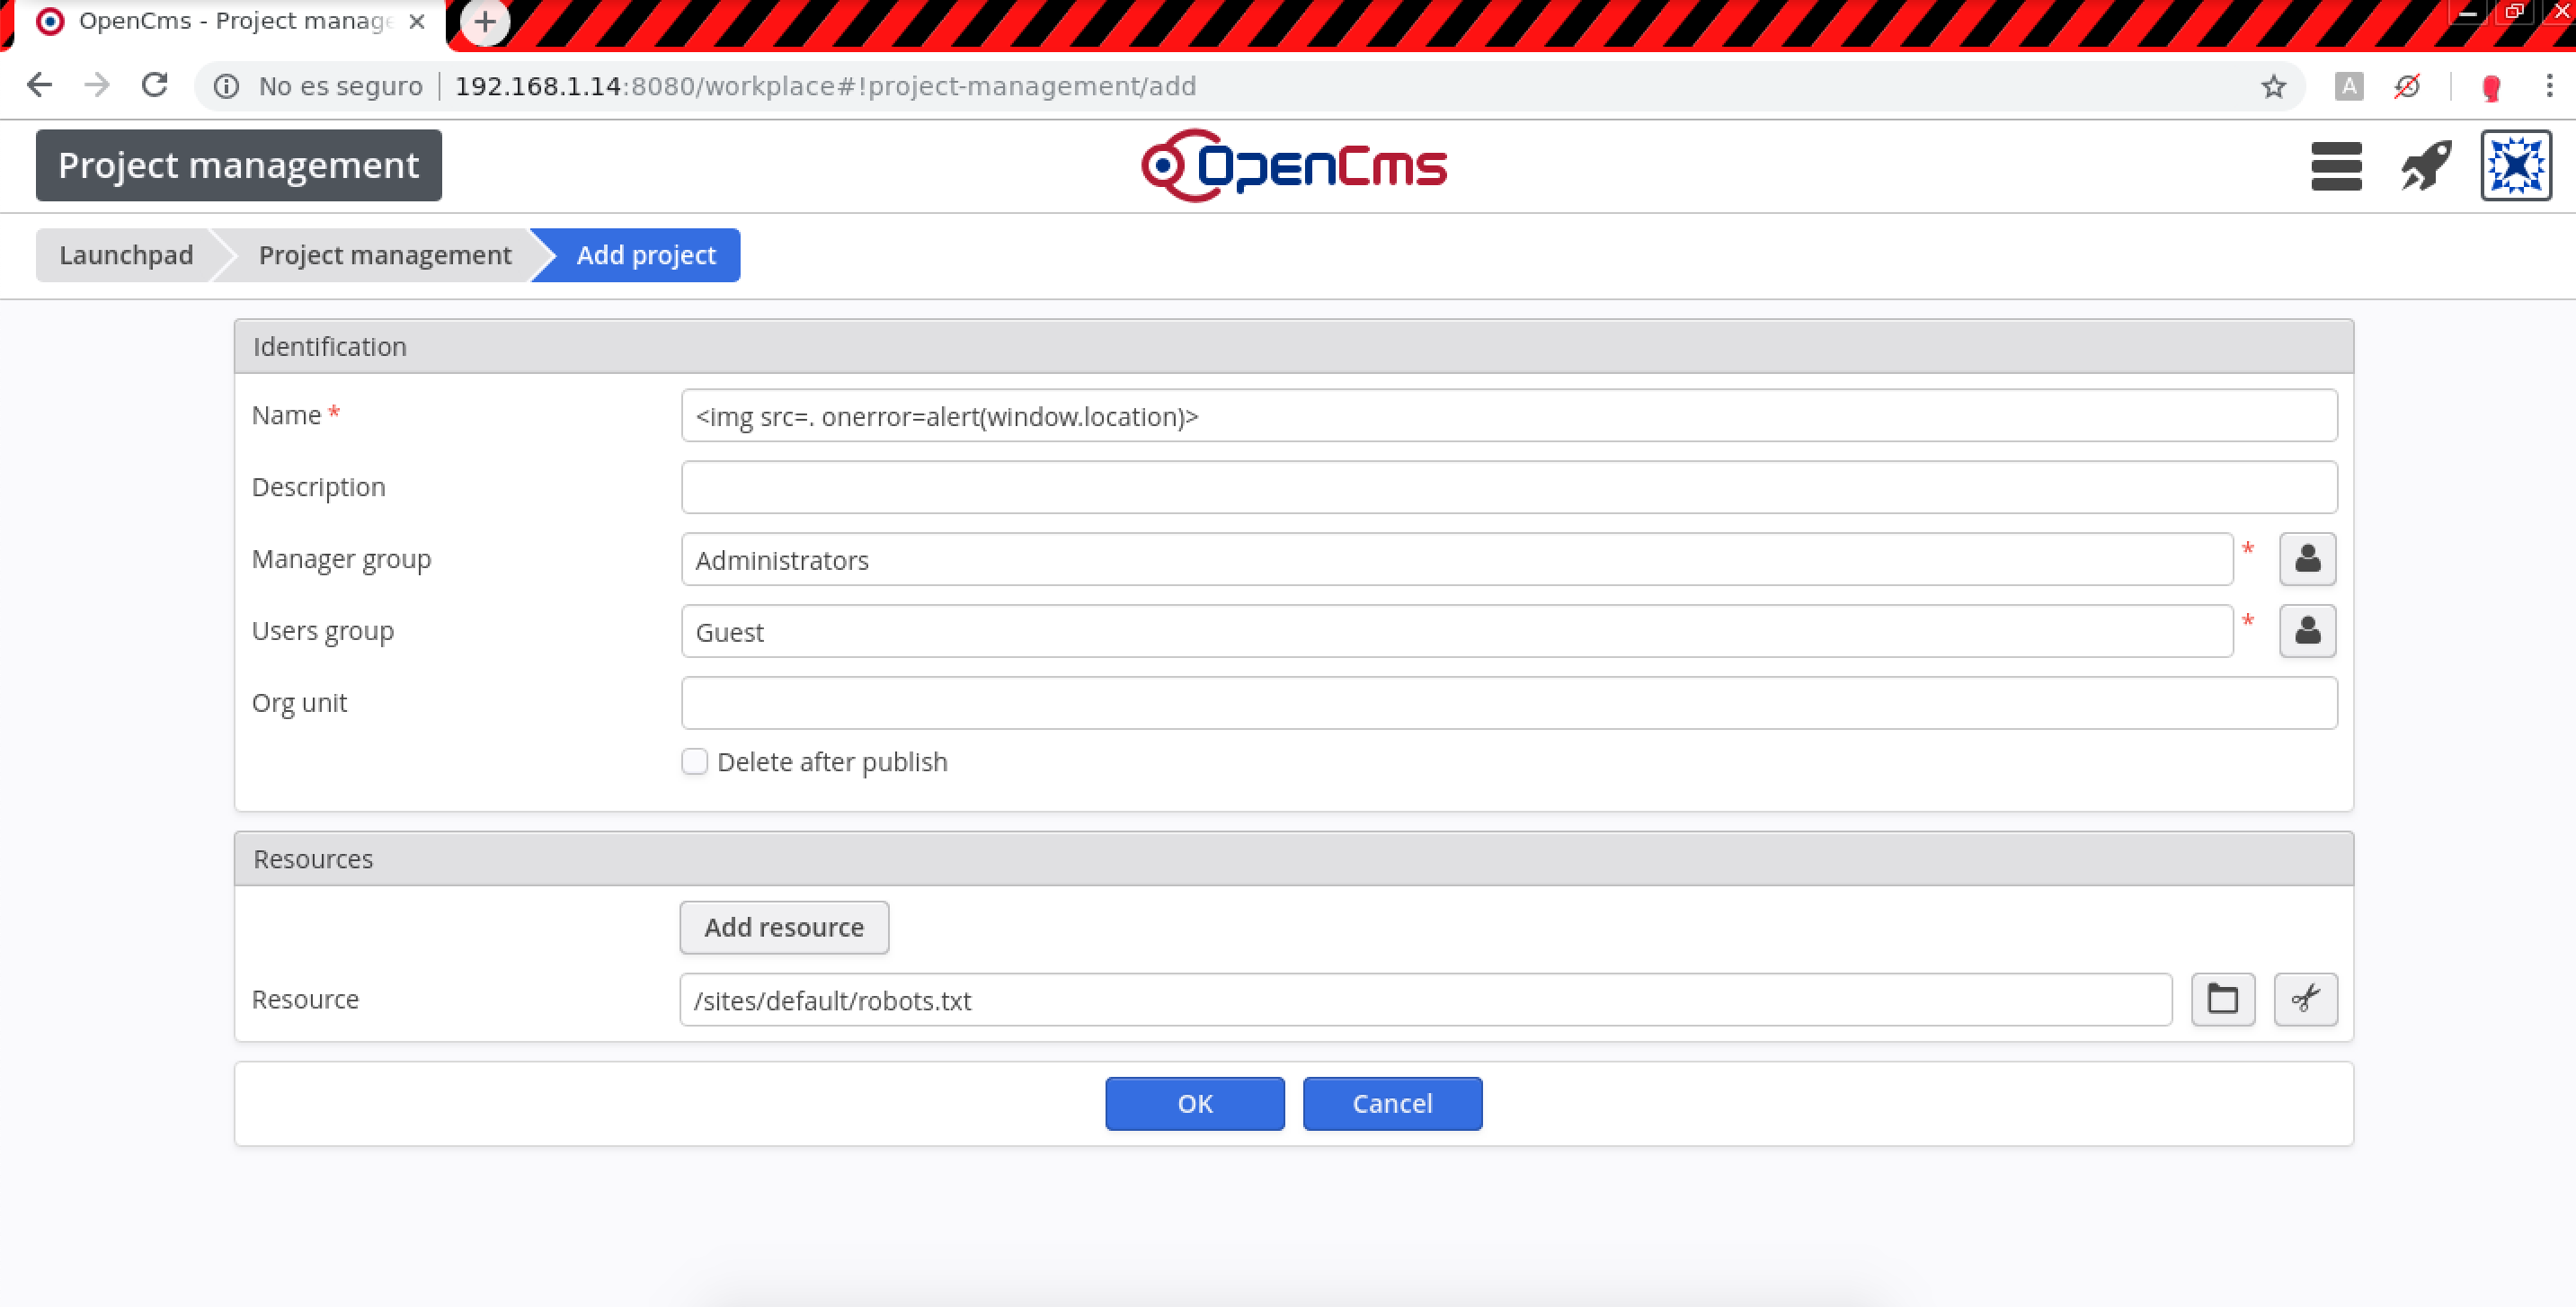 OpenCms - Project manage
No es seguro
192.168.1.14:8080/workplace#!project-management/add
A
Project management
OpenCms
Launchpad
Project management
Add project
Identification
Name *
<img src=. onerror=alert(window.location)>
Description
Manager group
Administrators
*
Users group
Guest
*
Org unit
Delete after publish
Resources
Add resource
Resource
/sites/default/robots.txt
OK
Cancel